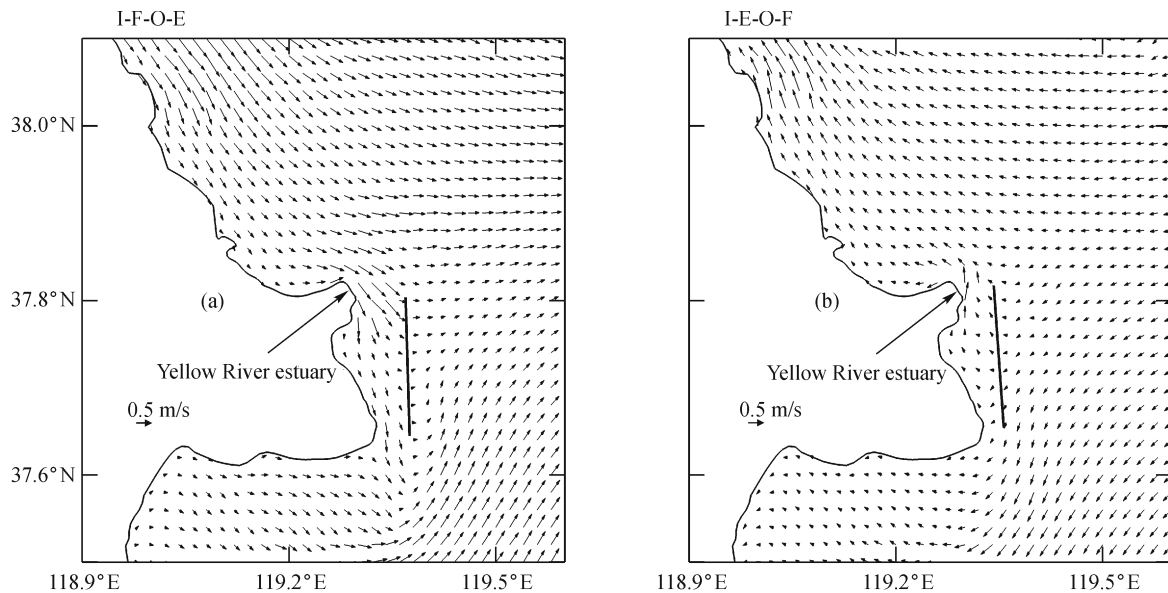 I-F-O-E
I-E-O-F
38.0°N
37.8°N
37.6°N
(a)
Yellow River estuary
0.5 m/s
118.9°E
119.2°E
119.5°E
(b)
Yellow River estuary
0.5 m/s
118.9°E
119.2°E
119.5°E